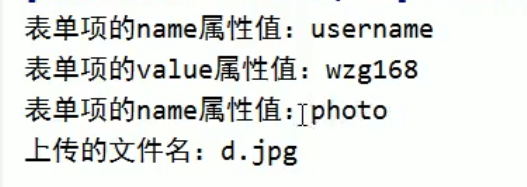 表单项的name属性值：username
表单项的value属性值：wzg168
表单项的name属性值：photo
上传的文件名：d.jpg